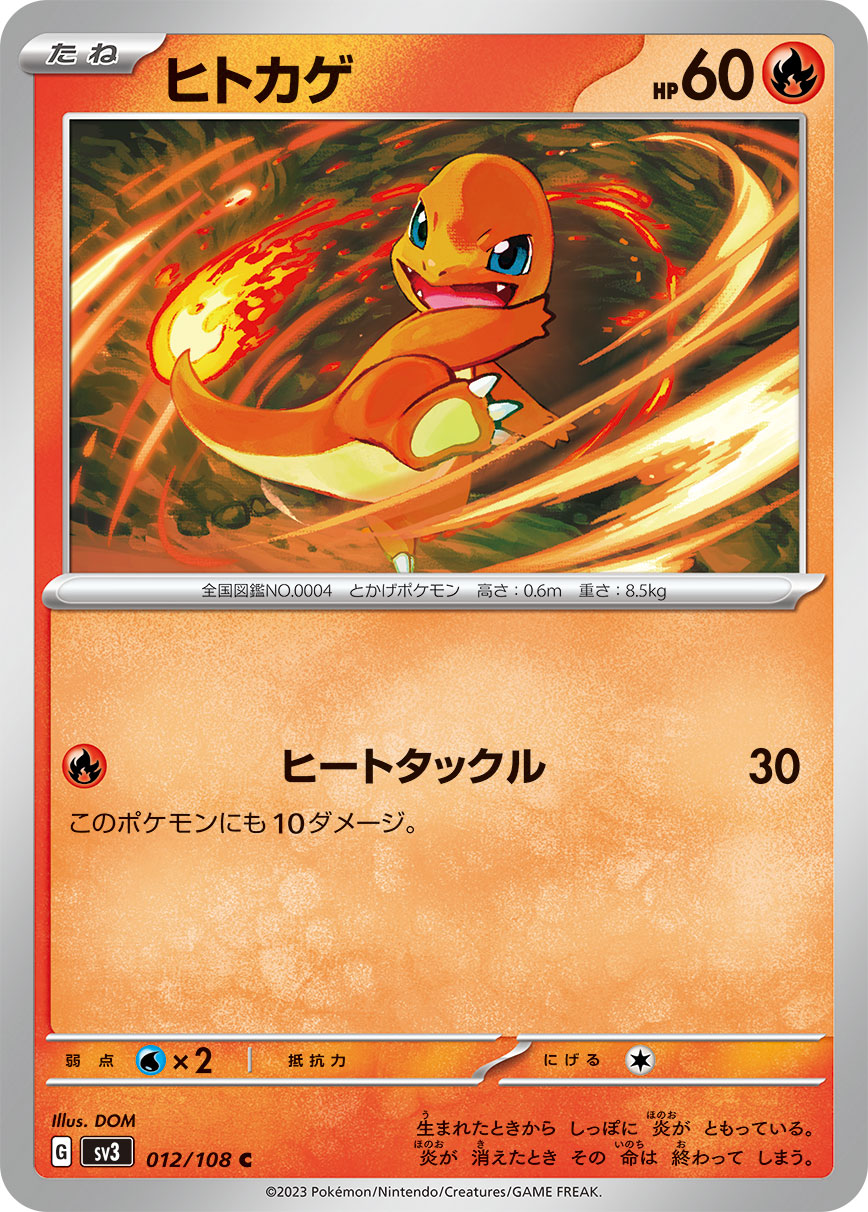 たね ヒトカゲ HP60
全国図鑑NO.0004 とかげポケモン 高さ:0.6m 重さ:8.5kg
ヒートタックル 30
このポケモンにも10ダメージ。
弱点 ×2 抵抗力 にげる
Illus. DOM
生まれたときから しっぽに 炎が ともっている。
炎が 消えたとき その 命は 終わって しまう。
G sv3 012/108 C
©2023 Pokémon/Nintendo/Creatures/GAME FREAK.